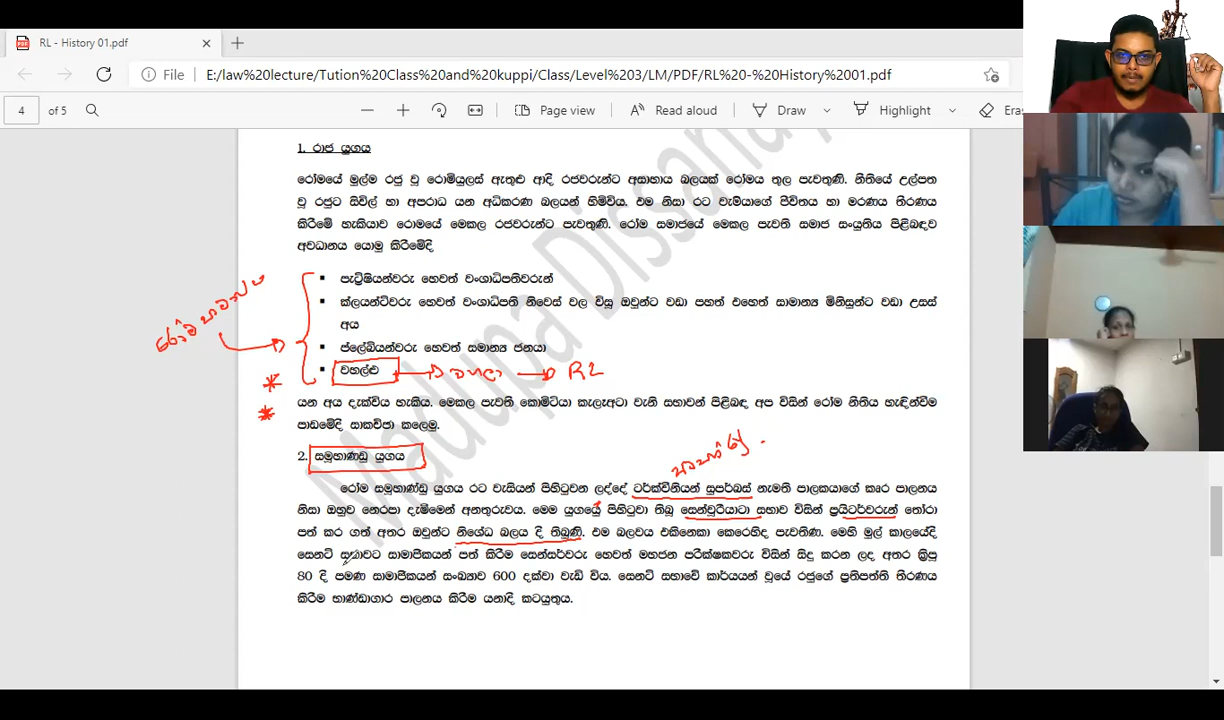 RL - History 01.pdf
File E:/law%20lecture/Tution%20Class%20and%20kuppi/Class/Level%203/LM/PDF/RL%20-%20History%2001.pdf
4 of 5 Page view Read aloud Draw Highlight Eras
1. රාජ යුගය
රෝමයේ මුල්ම රජු වූ රොමියුලස් ඇතුළු ආදි රජවරුන්ට අසාහාය බලයක් රෝමය තුල පැවතුණි. නීතියේ උල්පත
වූ රජුට සිවිල් හා අපරාධ යන අධිකරණ බලයන් හිමිවිය. එම නිසා රට වැමියාගේ ජීවිතය හා මරණය තීරණය
කිරීමේ හැකියාව රොමයේ මෙකල රජවරුන්ට පැවතුණි. රෝම සමාජයේ මෙකල පැවති සමාජ සංයුතිය පිළිබඳව
අවධානය යොමු කිරීමේදි
▪ පැට්‍රිෂියන්වරු හෙවත් වංශාධිපතිවරුන්
▪ ක්ලයන්ට්වරු හෙවත් වංශාධිපති නිවෙස් වල විසූ ඔවුන්ට වඩා පහත් එහෙත් සාමාන්‍ය මිනිසුන්ට වඩා උසස්
අය
▪ ප්ලේබියන්වරු හෙවත් සමාන්‍ය ජනයා
▪ වහල්ළු වහලා RL
යන අය දැක්විය හැකිය. මෙකල පැවති කොමිටියා කැලැඅටා වැනි සභාවන් පිළිබඳ අප විසින් රෝම නීතිය හැඳින්වීම
පාඩමේදි සාකච්ඡා කලෙමු.
2. සමූහාණඩු යුගය
රෝම සමූහාණ්ඩු යුගය රට වැසියන් පිහිටුවන ලද්දේ ටර්ක්විනියන් සුපර්බස් නැමති පාලකයාගේ කෘර පාලනය
නිසා ඔහුව නෙරපා දැමීමෙන් අනතුරුවය. මෙම යුගයේ පිහිටුවා තිබූ සෙන්චූරියාටා සභාව විසින් ප්‍රයිටර්වරුන් තෝරා
පත් කර ගත් අතර ඔවුන්ට නිශේධ බලය දි තිබුණි. එම බලවය එකිනෙකා කෙරෙහිද පැවතිණ. මෙහි මුල් කාලයේදි
සෙනට් සභාවට සාමාජිකයන් පත් කිරීම සෙන්සර්වරු හෙවත් මහජන පරීක්ෂකවරු විසින් සිදු කරන ලද අතර ක්‍රිපූ
80 දි පමණ සාමාජිකයන් සංඛ්‍යාව 600 දක්වා වැඩි විය. සෙනට් සභාවේ කාර්යයන් වූයේ රජුගේ ප්‍රතිපත්ති තීරණය
කිරීම භාණ්ඩාගාර පාලනය කිරීම යනාදි කටයුතුය.